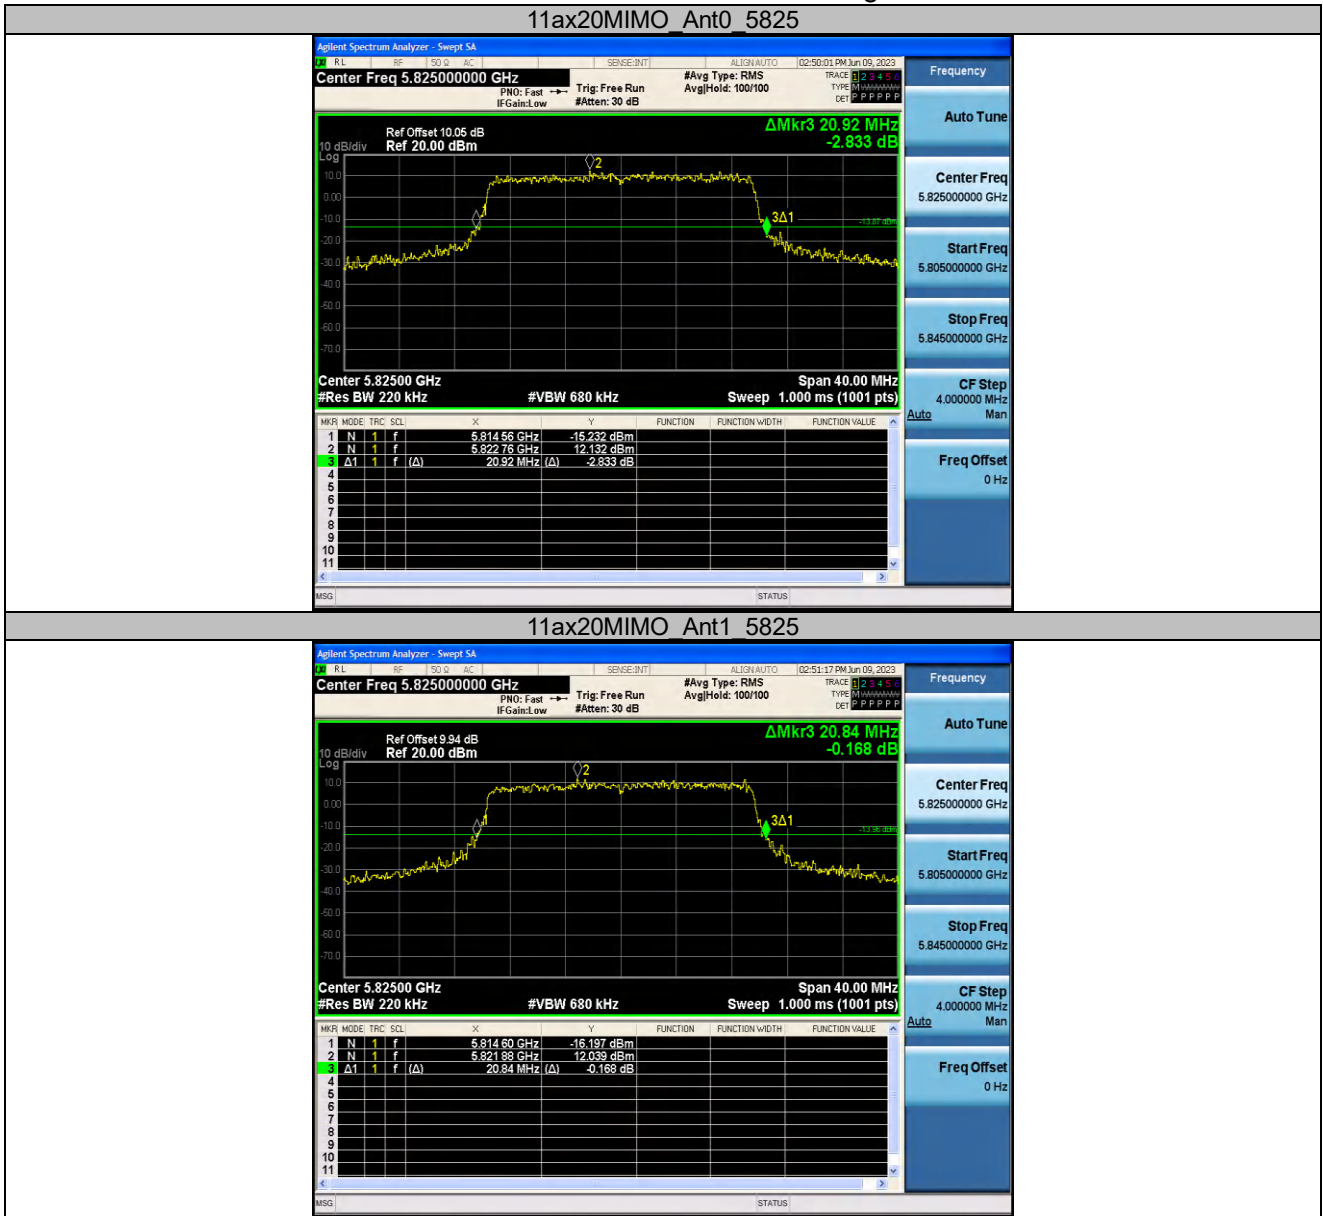 11ax20MIMO_Ant0_5825
Agilent Spectrum Analyzer - Swept SA
RL RF 50 Ω AC SENSE:INT ALIGN AUTO 02:50:01 PM Jun 09, 2023
Center Freq 5.825000000 GHz
PNO: Fast
IFGain:Low
Trig: Free Run
#Atten: 30 dB
#Avg Type: RMS
Avg|Hold: 100/100
TRACE 1 2 3 4 5 6
TYPE M W W W W W
DET P P P P P P
ΔMkr3 20.92 MHz
-2.833 dB
Ref Offset 10.05 dB
10 dB/div Ref 20.00 dBm
Log
10.0
0.00
-10.0
-20.0
-30.0
-40.0
-50.0
-60.0
-70.0
2
3Δ1
-13.87 dBm
Center 5.82500 GHz Span 40.00 MHz
#Res BW 220 kHz #VBW 680 kHz Sweep 1.000 ms (1001 pts)
MKR MODE TRC SCL X Y FUNCTION FUNCTION WIDTH FUNCTION VALUE
1 N 1 f 5.814 56 GHz -15.232 dBm
2 N 1 f 5.822 76 GHz 12.132 dBm
3 Δ1 1 f (Δ) 20.92 MHz (Δ) -2.833 dB
4
5
6
7
8
9
10
11
MSG STATUS
Frequency
Auto Tune
Center Freq
5.825000000 GHz
Start Freq
5.805000000 GHz
Stop Freq
5.845000000 GHz
CF Step
4.000000 MHz
Auto Man
Freq Offset
0 Hz
11ax20MIMO_Ant1_5825
Agilent Spectrum Analyzer - Swept SA
RL RF 50 Ω AC SENSE:INT ALIGN AUTO 02:51:17 PM Jun 09, 2023
Center Freq 5.825000000 GHz
PNO: Fast
IFGain:Low
Trig: Free Run
#Atten: 30 dB
#Avg Type: RMS
Avg|Hold: 100/100
TRACE 1 2 3 4 5 6
TYPE M W W W W W
DET P P P P P P
ΔMkr3 20.84 MHz
-0.168 dB
Ref Offset 9.94 dB
10 dB/div Ref 20.00 dBm
Log
10.0
0.00
-10.0
-20.0
-30.0
-40.0
-50.0
-60.0
-70.0
2
3Δ1
-13.96 dBm
Center 5.82500 GHz Span 40.00 MHz
#Res BW 220 kHz #VBW 680 kHz Sweep 1.000 ms (1001 pts)
MKR MODE TRC SCL X Y FUNCTION FUNCTION WIDTH FUNCTION VALUE
1 N 1 f 5.814 60 GHz -16.197 dBm
2 N 1 f 5.821 88 GHz 12.039 dBm
3 Δ1 1 f (Δ) 20.84 MHz (Δ) -0.168 dB
4
5
6
7
8
9
10
11
MSG STATUS
Frequency
Auto Tune
Center Freq
5.825000000 GHz
Start Freq
5.805000000 GHz
Stop Freq
5.845000000 GHz
CF Step
4.000000 MHz
Auto Man
Freq Offset
0 Hz